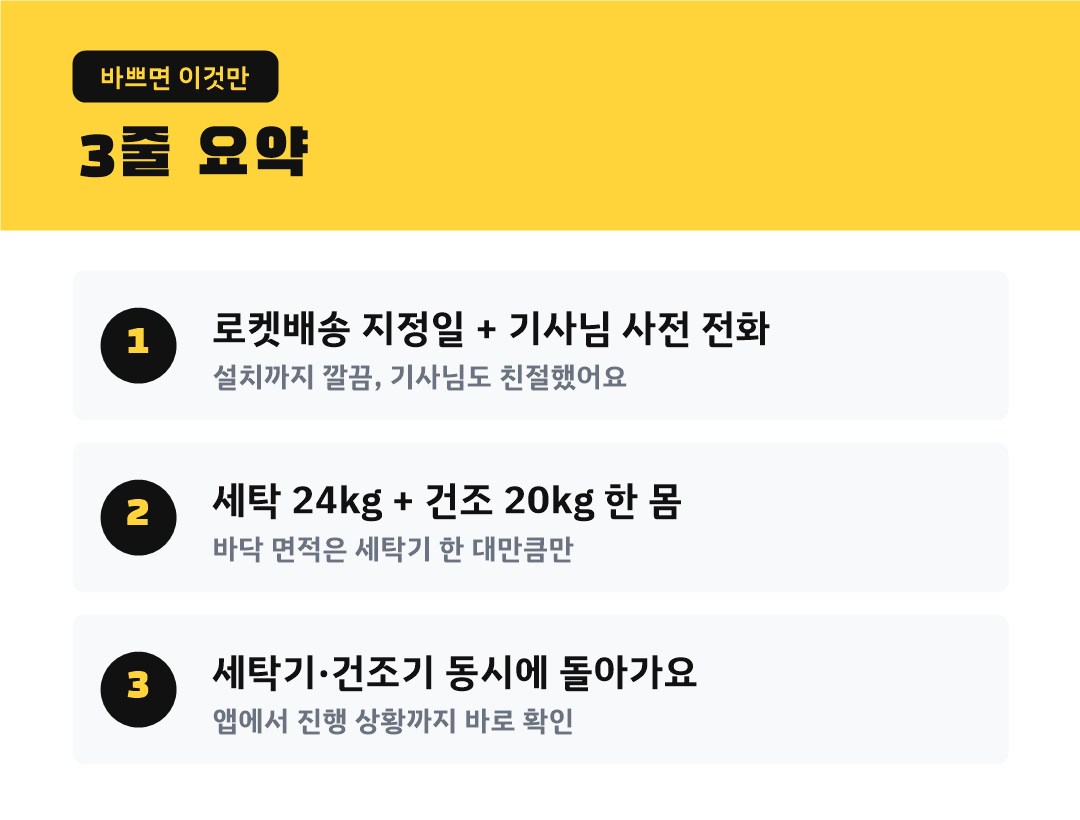 바쁘면 이것만
3줄 요약
1
로켓배송 지정일 + 기사님 사전 전화
설치까지 깔끔, 기사님도 친절했어요
2
세탁 24kg + 건조 20kg 한 몸
바닥 면적은 세탁기 한 대만큼만
3
세탁기·건조기 동시에 돌아가요
앱에서 진행 상황까지 바로 확인